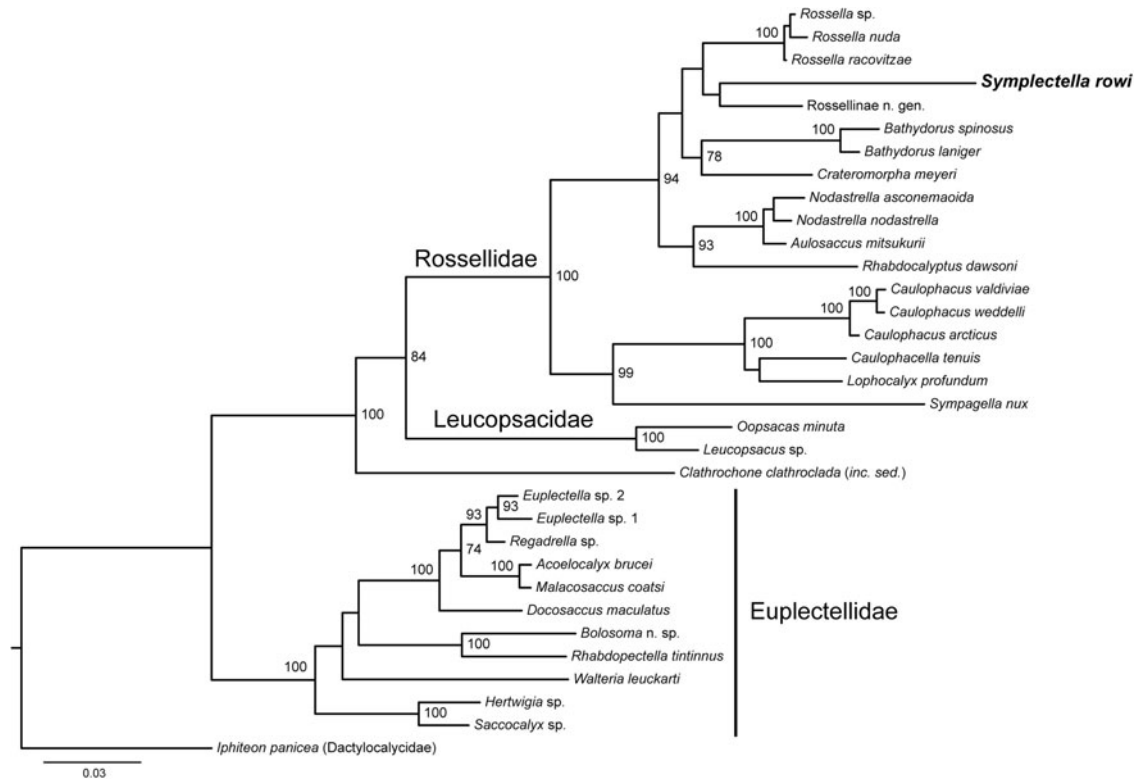 Rossella sp.
100
Rossella nuda
Rossella racovitzae
Symplectella rowi
Rossellinae n. gen.
100
Bathydorus spinosus
Bathydorus laniger
78
Crateromorpha meyeri
94
Nodastrella asconemaoida
100
Nodastrella nodastrella
Aulosaccus mitsukurii
93
Rhabdocalyptus dawsoni
Rossellidae
100
100
Caulophacus valdiviae
100
Caulophacus weddelli
Caulophacus arcticus
100
Caulophacella tenuis
84
99
Lophocalyx profundum
Sympagella nux
100
Leucopsacidae
Oopsacas minuta
100
Leucopsacus sp.
Clathrochone clathroclada (inc. sed.)
Euplectella sp. 2
93
93
Euplectella sp. 1
Regadrella sp.
74
100
100
Acoelocalyx brucei
Malacosaccus coatsi
Docosaccus maculatus
Euplectellidae
Bolosoma n. sp.
100
Rhabdopectella tintinnus
100
Walteria leuckarti
Hertwigia sp.
100
Saccocalyx sp.
Iphiteon panicea (Dactylocalycidae)
0.03